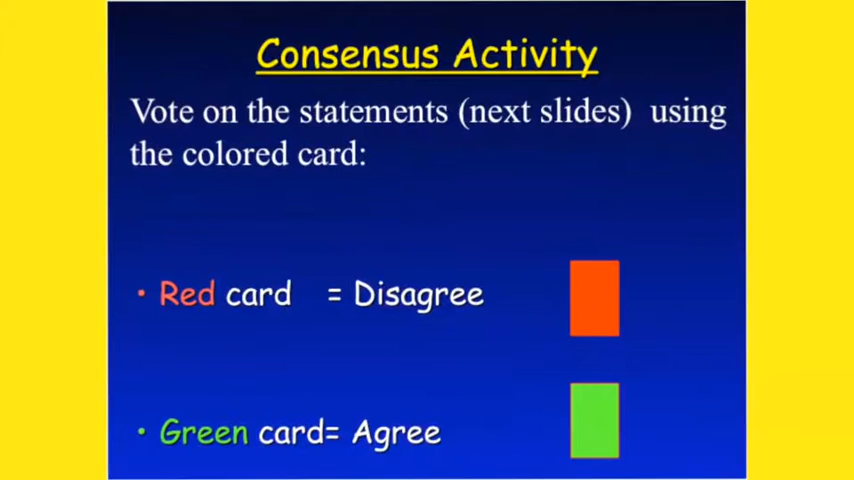 Consensus Activity
Vote on the statements (next slides) using
the colored card:
• Red card = Disagree
• Green card= Agree